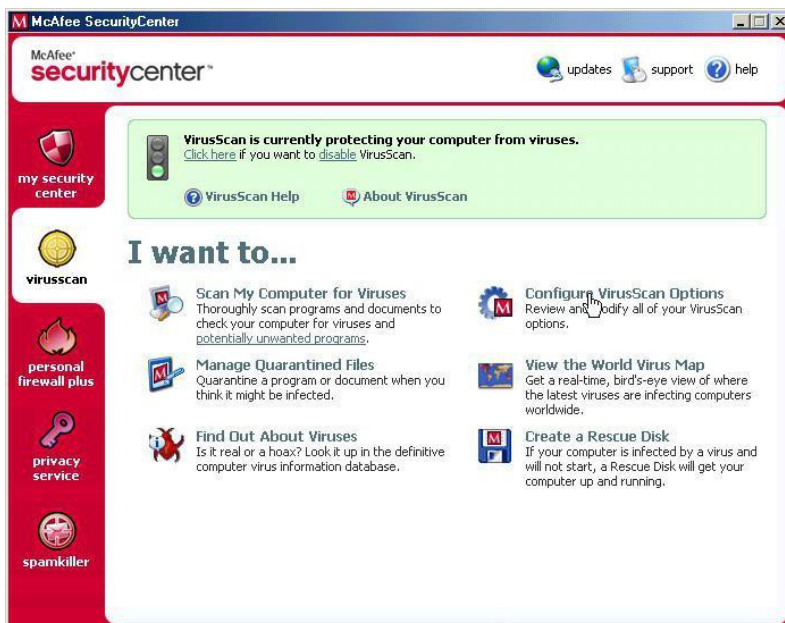 McAfee SecurityCenter
McAfee®
securitycenter™
updates
support
help
my security
center
virusscan
personal
firewall plus
privacy
service
spamkiller
VirusScan is currently protecting your computer from viruses.
Click here if you want to disable VirusScan.
VirusScan Help
About VirusScan
I want to...
Scan My Computer for Viruses
Thoroughly scan programs and documents to
check your computer for viruses and
potentially unwanted programs.
Configure VirusScan Options
Review and modify all of your VirusScan
options.
Manage Quarantined Files
Quarantine a program or document when you
think it might be infected.
View the World Virus Map
Get a real-time, bird's-eye view of where
the latest viruses are infecting computers
worldwide.
Find Out About Viruses
Is it real or a hoax? Look it up in the definitive
computer virus information database.
Create a Rescue Disk
If your computer is infected by a virus and
will not start, a Rescue Disk will get your
computer up and running.